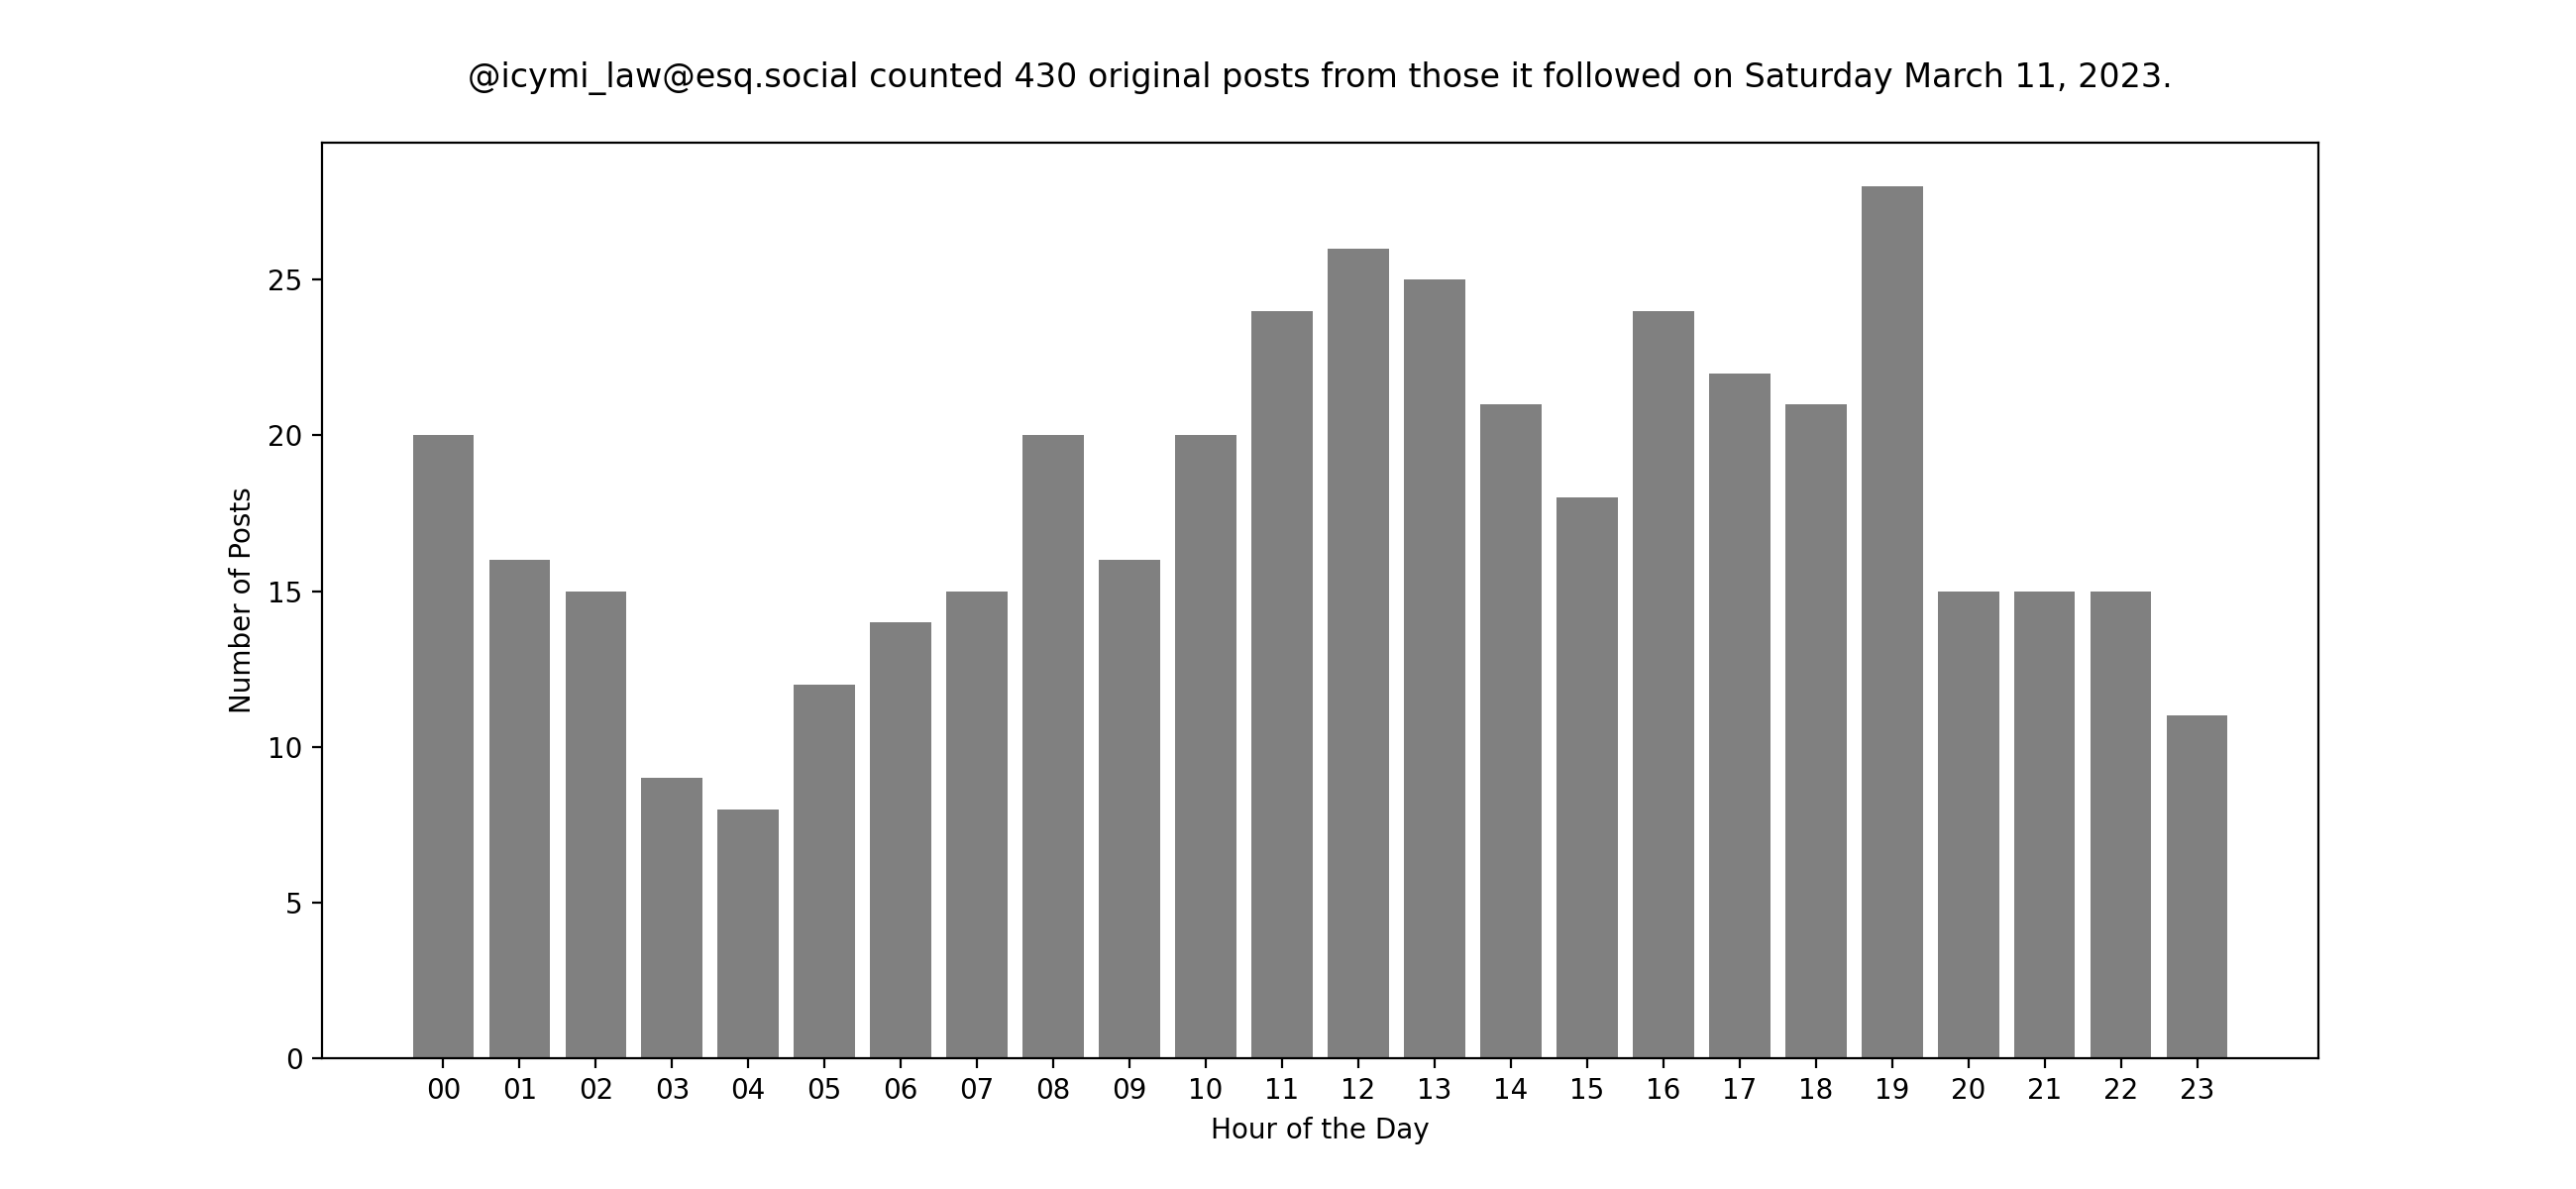 @icymi_law@esq.social counted 430 original posts from those it followed on Saturday March 11, 2023.
Number of Posts
25
20
15
10
5
0
00 01 02 03 04 05 06 07 08 09 10 11 12 13 14 15 16 17 18 19 20 21 22 23
Hour of the Day